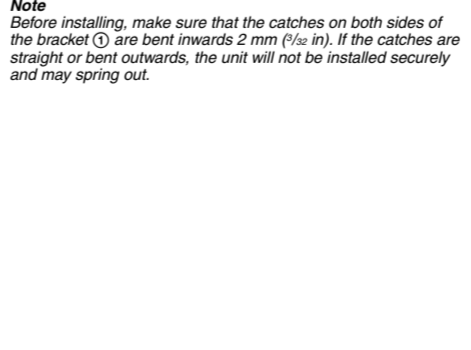 Note
Before installing, make sure that the catches on both sides of
the bracket ① are bent inwards 2 mm (3/32 in). If the catches are
straight or bent outwards, the unit will not be installed securely
and may spring out.